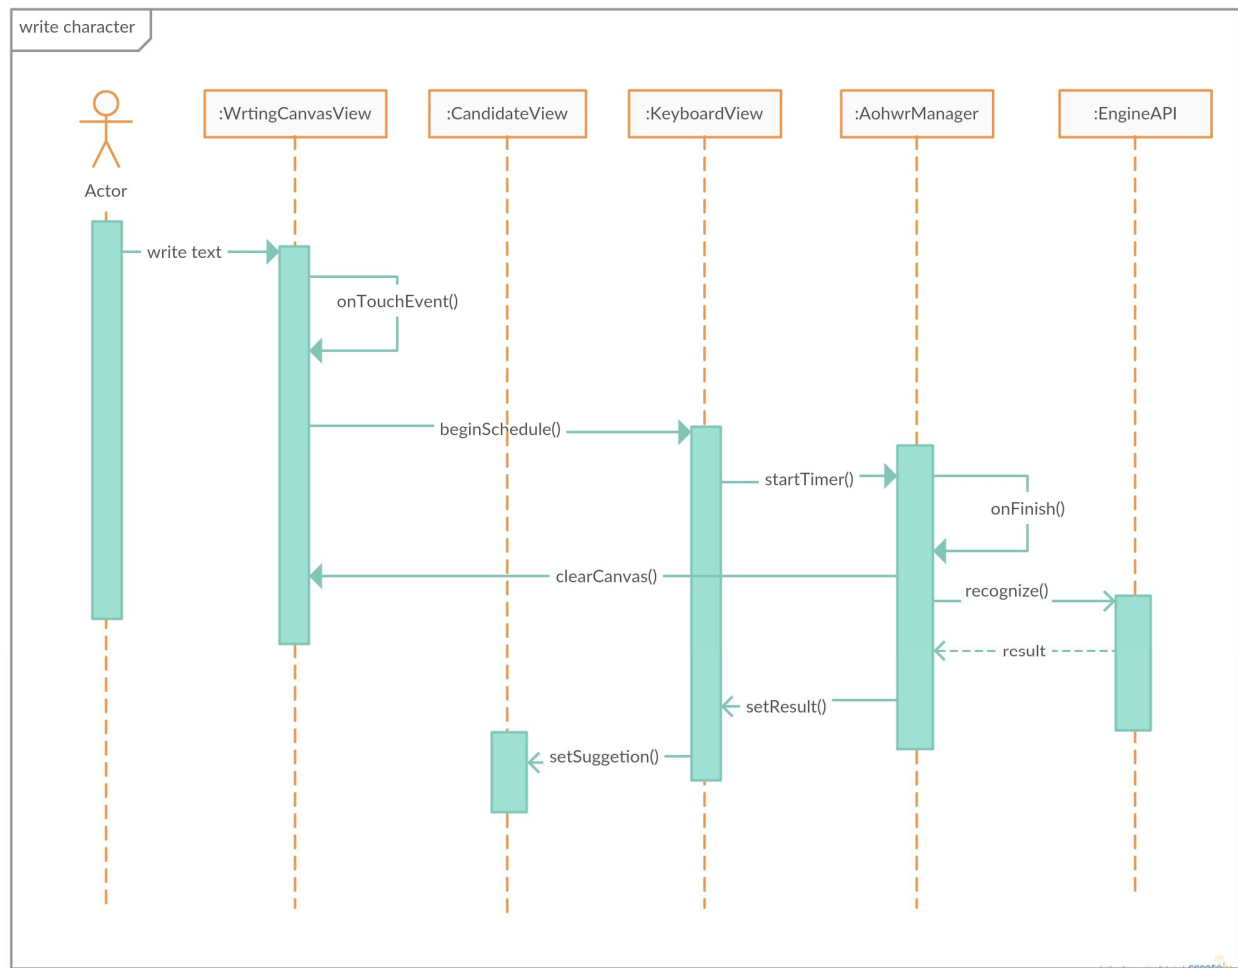 write character
:WrtingCanvasView
:CandidateView
:KeyboardView
:AohwrManager
:EngineAPI
Actor
write text
onTouchEvent()
beginSchedule()
startTimer()
onFinish()
clearCanvas()
recognize()
result
setResult()
setSuggetion()